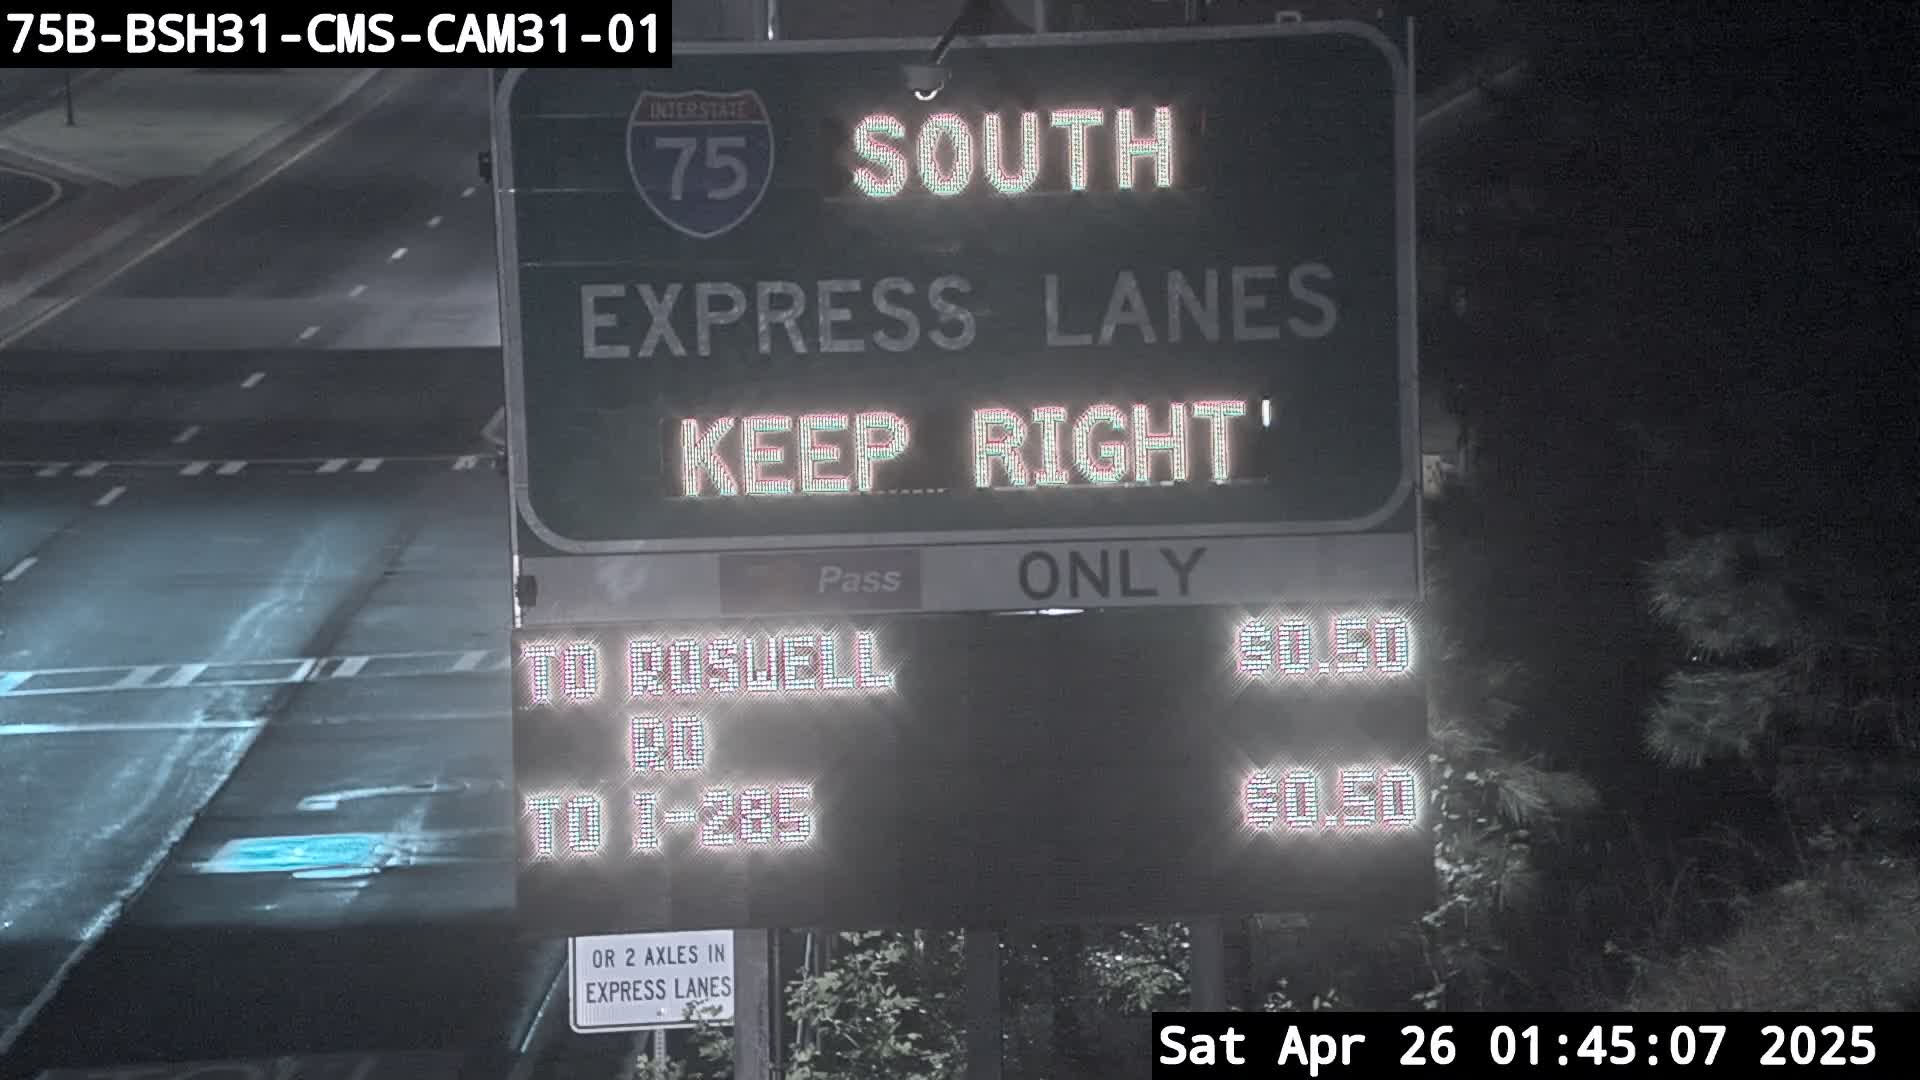 75B-BSH31-CMS-CAM31-01
INTERSTATE
75
SOUTH
EXPRESS LANES
KEEP RIGHT
Pass ONLY
TO ROSWELL $0.50
RD
TO I-285 $0.50
OR 2 AXLES IN
EXPRESS LANES
Sat Apr 26 01:45:07 2025